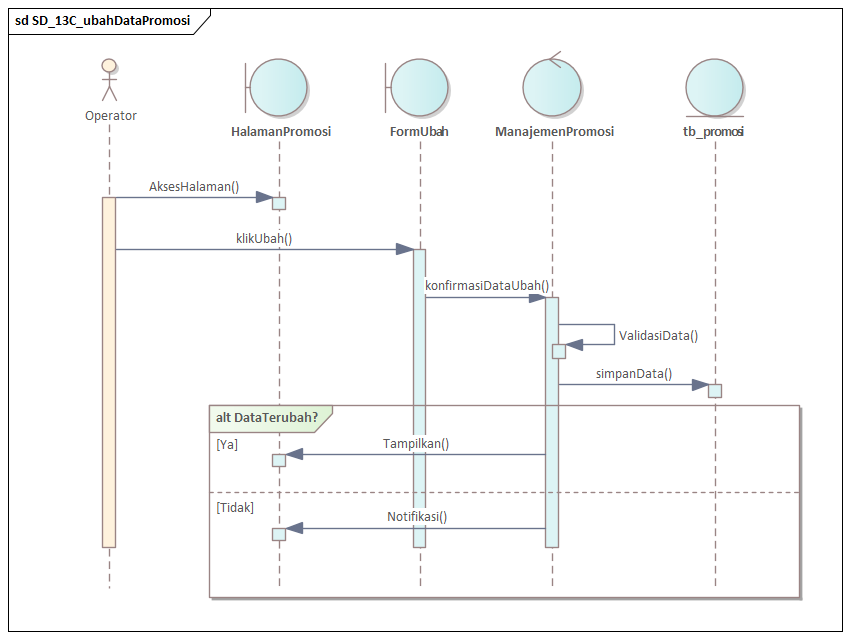 sd SD_13C_ubahDataPromosi
Operator
HalamanPromosi
FormUbah
ManajemenPromosi
tb_promosi
AksesHalaman()
klikUbah()
konfirmasiDataUbah()
ValidasiData()
simpanData()
alt DataTerubah?
[Ya]
Tampilkan()
[Tidak]
Notifikasi()